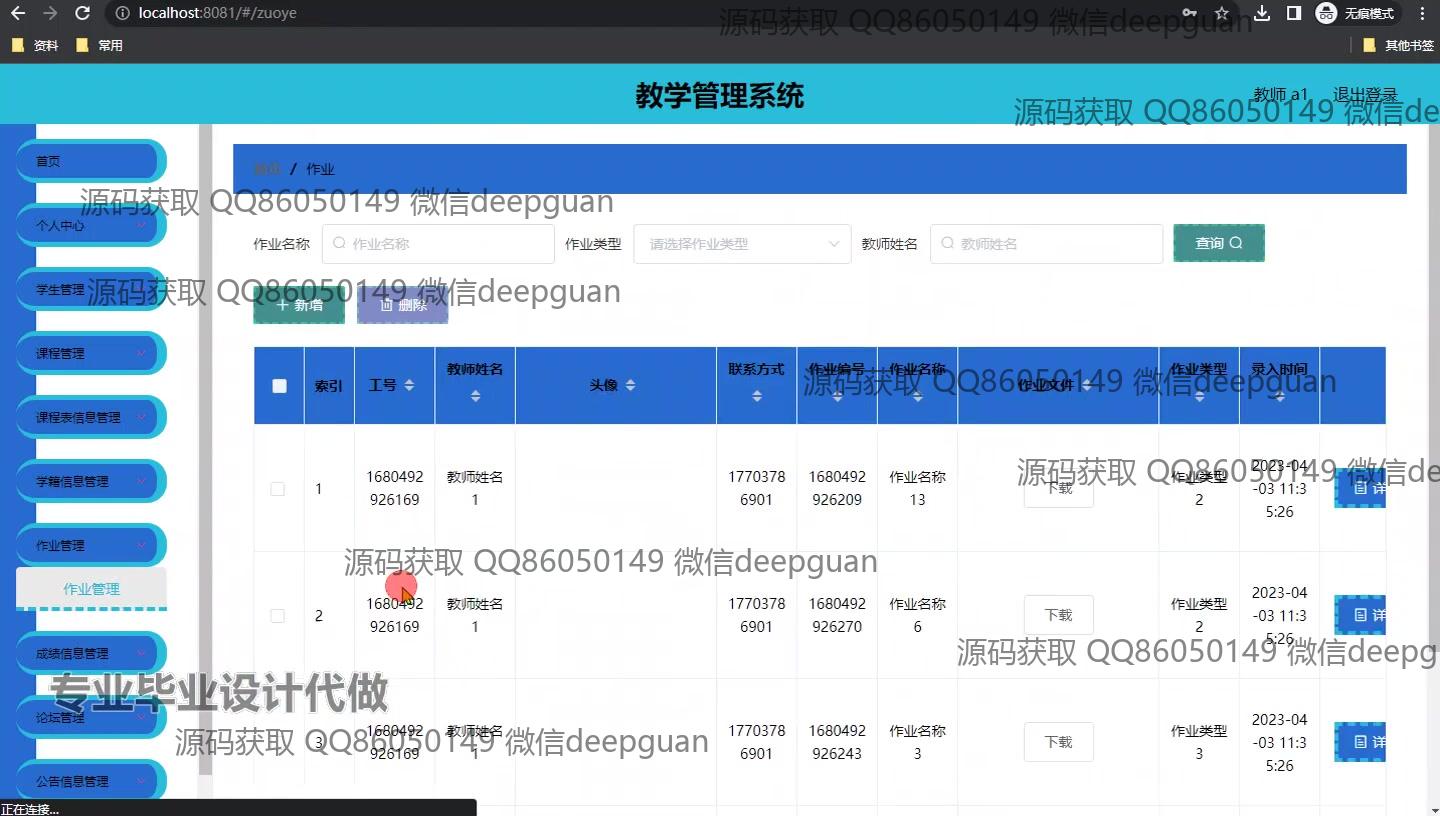 localhost:8081/#/zuoye
无痕模式
资料 常用 其他书签
源码获取 QQ86050149 微信deepguan
教学管理系统
教师 a1 退出登录
源码获取 QQ86050149 微信dee
首页
首页 / 作业
源码获取 QQ86050149 微信deepguan
个人中心
作业名称 作业名称 作业类型 请选择作业类型 教师姓名 教师姓名 查询
学生管理
源码获取 QQ86050149 微信deepguan
新增 删除
课程管理
索引 工号 教师姓名 头像 联系方式 作业编号 作业名称 作业文件 作业类型 录入时间
源码获取 QQ86050149 微信deepguan
课程表信息管理
学籍信息管理
1 1680492926169 教师姓名1 17703786901 1680492926209 作业名称13 下载 作业类型2 2023-04-03 11:35:26 详
源码获取 QQ86050149 微信dee
作业管理
源码获取 QQ86050149 微信deepguan
作业管理
2 1680492926169 教师姓名1 17703786901 1680492926270 作业名称6 下载 作业类型2 2023-04-03 11:35:26 详
成绩信息管理
源码获取 QQ86050149 微信deepg
专业毕业设计代做
论坛管理
3 1680492926169 教师姓名1 17703786901 1680492926243 作业名称3 下载 作业类型3 2023-04-03 11:35:26 详
源码获取 QQ86050149 微信deepguan
公告信息管理
正在连接...